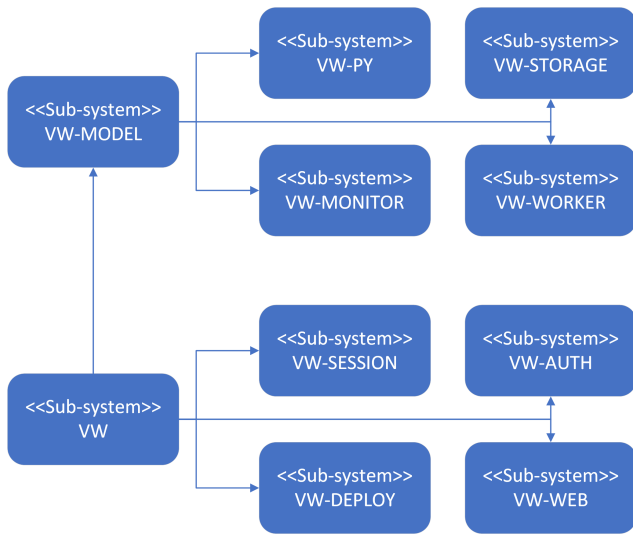 <<Sub-system>>
VW-PY
<<Sub-system>>
VW-STORAGE
<<Sub-system>>
VW-MODEL
<<Sub-system>>
VW-MONITOR
<<Sub-system>>
VW-WORKER
<<Sub-system>>
VW-SESSION
<<Sub-system>>
VW-AUTH
<<Sub-system>>
VW
<<Sub-system>>
VW-DEPLOY
<<Sub-system>>
VW-WEB